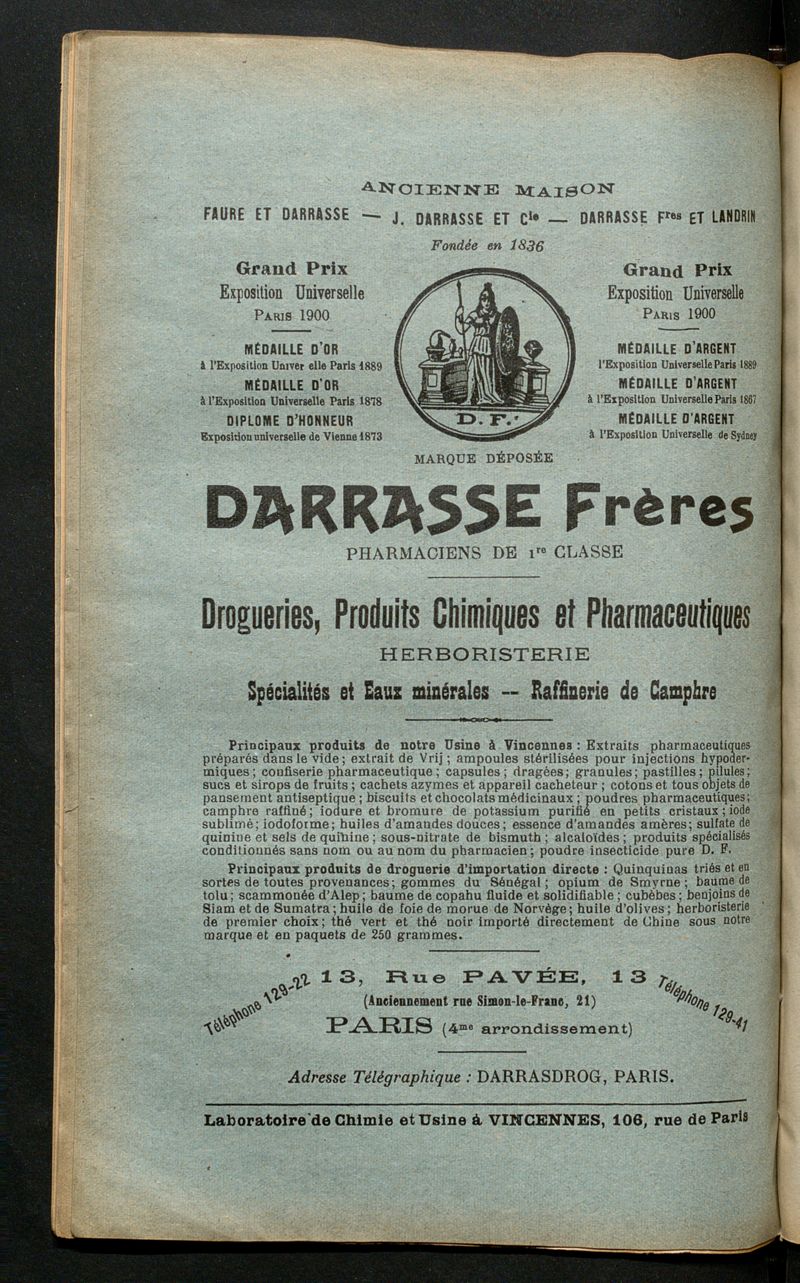 ANCIENNE MAISON
FAURE ET DARRASSE — J. DARRASSE ET Cie — DARRASSE Fres ET LANDRIN
Fondée en 1836
Grand Prix
Exposition Universelle
PARIS 1900
MÉDAILLE D'OR
à l'Exposition Univer elle Paris 1889
MÉDAILLE D'OR
à l'Exposition Universelle Paris 1878
DIPLOME D'HONNEUR
Exposition universelle de Vienne 1873
D. F.
MARQUE DÉPOSÉE
Grand Prix
Exposition Universelle
PARIS 1900
MÉDAILLE D'ARGENT
l'Exposition Universelle Paris 1889
MÉDAILLE D'ARGENT
à l'Exposition Universelle Paris 1867
MÉDAILLE D'ARGENT
à l'Exposition Universelle de Sydney
DARRASSE Frères
PHARMACIENS DE 1re CLASSE
Drogueries, Produits Chimiques et Pharmaceutiques
HERBORISTERIE
Spécialités et Eaux minérales — Raffinerie de Camphre
Principaux produits de notre Usine à Vincennes : Extraits pharmaceutiques
préparés dans le vide ; extrait de Vrij ; ampoules stérilisées pour injections hypoder-
miques ; confiserie pharmaceutique ; capsules ; dragées ; granules ; pastilles ; pilules ;
sucs et sirops de fruits ; cachets azymes et appareil cacheteur ; cotons et tous objets de
pansement antiseptique ; biscuits et chocolats médicinaux ; poudres pharmaceutiques ;
camphre raffiné ; iodure et bromure de potassium purifié en petits cristaux ; iode
sublimé ; iodoforme ; huiles d'amandes douces ; essence d'amandes amères ; sulfate de
quinine et sels de quinine ; sous-nitrate de bismuth ; alcaloïdes ; produits spécialisés
conditionnés sans nom ou au nom du pharmacien ; poudre insecticide pure D. F.
Principaux produits de droguerie d'importation directe : Quinquinas triés et en
sortes de toutes provenances ; gommes du Sénégal ; opium de Smyrne ; baume de
tolu ; scammonée d'Alep ; baume de copahu fluide et solidifiable ; cubèbes ; benjoins de
Siam et de Sumatra ; huile de foie de morue de Norvège ; huile d'olives ; herboristerie
de premier choix ; thé vert et thé noir importé directement de Chine sous notre
marque et en paquets de 250 grammes.
Téléphone 129-22
13, Rue PAVÉE, 13
(Anciennement rue Simon-le-Franc, 21)
PARIS (4me arrondissement)
Téléphone 129-41
Adresse Télégraphique : DARRASDROG, PARIS.
Laboratoire de Chimie et Usine à VINCENNES, 106, rue de Paris